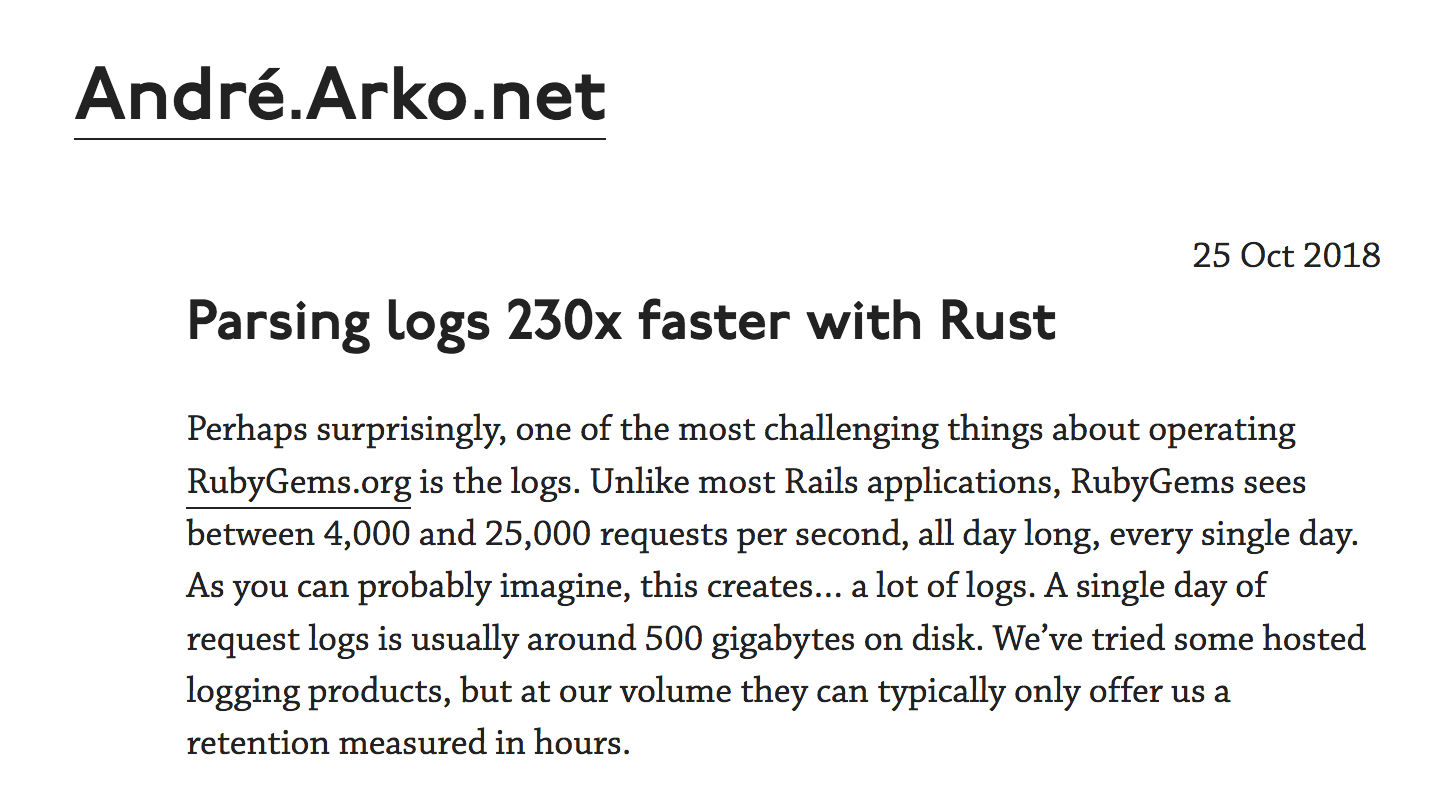 André.Arko.net
25 Oct 2018
Parsing logs 230x faster with Rust
Perhaps surprisingly, one of the most challenging things about operating
RubyGems.org is the logs. Unlike most Rails applications, RubyGems sees
between 4,000 and 25,000 requests per second, all day long, every single day.
As you can probably imagine, this creates… a lot of logs. A single day of
request logs is usually around 500 gigabytes on disk. We’ve tried some hosted
logging products, but at our volume they can typically only offer us a
retention measured in hours.